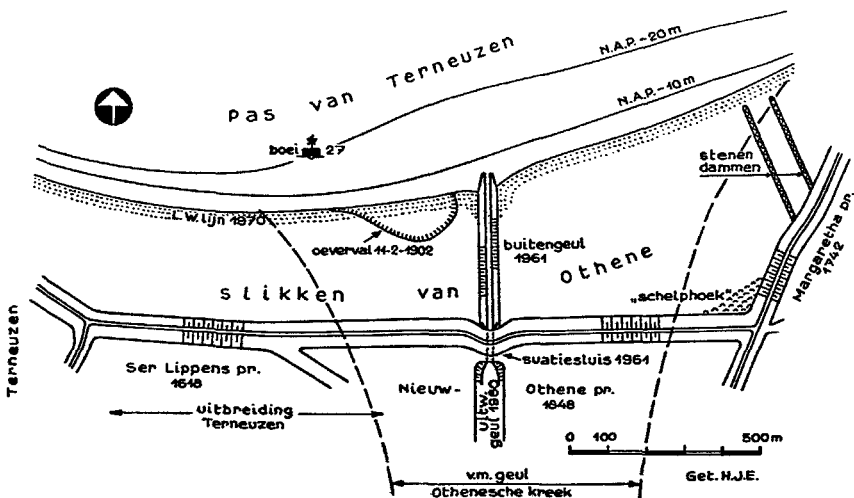 Pas van Terneuzen
N.A.P.-20m
N.A.P.-10m
boei 27
stenen
dammen
L.W.lijn 1870
oeverval 11-2-1902
buitengeul
1961
Margaretha pr.
1742
Slikken van Othene
„schelphoek"
Terneuzen
Ser Lippens pr.
1618
suatiesluis 1961
Nieuw-Othene pr.
1848
uitw.
geul 1960
uitbreiding
Terneuzen
0 100 500m
v.m. geul
Othenesche kreek
Get. H.J.E.